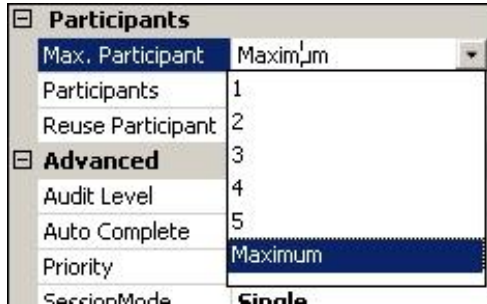 Participants
Max. Participant Maximum
Participants 1
Reuse Participant 2
3
Advanced
Audit Level 4
Auto Complete 5
Priority Maximum
SessionMode Single